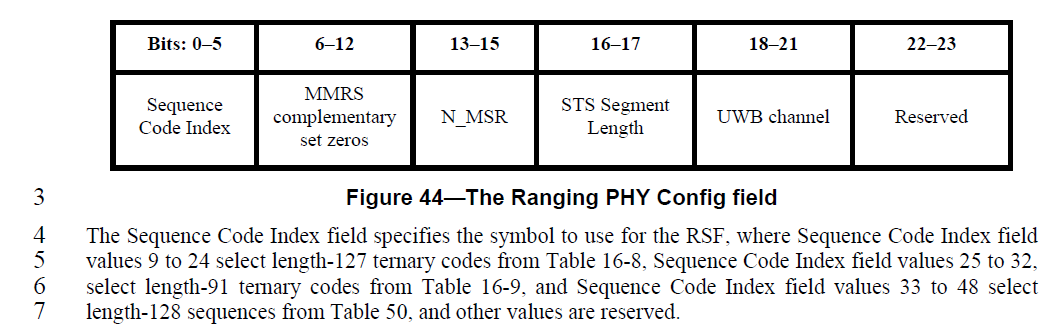 Bits: 0–5 6–12 13–15 16–17 18–21 22–23
Sequence Code Index MMRS complementary set zeros N_MSR STS Segment Length UWB channel Reserved
3 Figure 44—The Ranging PHY Config field
4 The Sequence Code Index field specifies the symbol to use for the RSF, where Sequence Code Index field
5 values 9 to 24 select length-127 ternary codes from Table 16-8, Sequence Code Index field values 25 to 32,
6 select length-91 ternary codes from Table 16-9, and Sequence Code Index field values 33 to 48 select
7 length-128 sequences from Table 50, and other values are reserved.